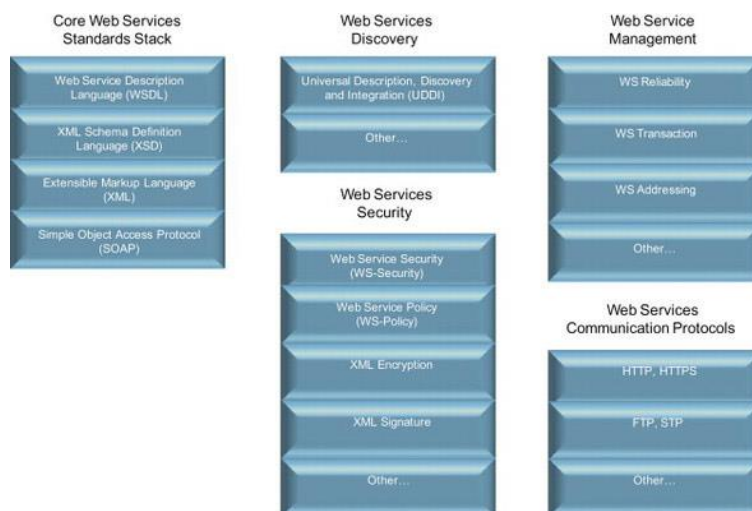 Core Web Services
Standards Stack
Web Service Description
Language (WSDL)
XML Schema Definition
Language (XSD)
Extensible Markup Language
(XML)
Simple Object Access Protocol
(SOAP)
Web Services
Discovery
Universal Description, Discovery
and Integration (UDDI)
Other…
Web Services
Security
Web Service Security
(WS-Security)
Web Service Policy
(WS-Policy)
XML Encryption
XML Signature
Other…
Web Service
Management
WS Reliability
WS Transaction
WS Addressing
Other…
Web Services
Communication Protocols
HTTP, HTTPS
FTP, STP
Other…